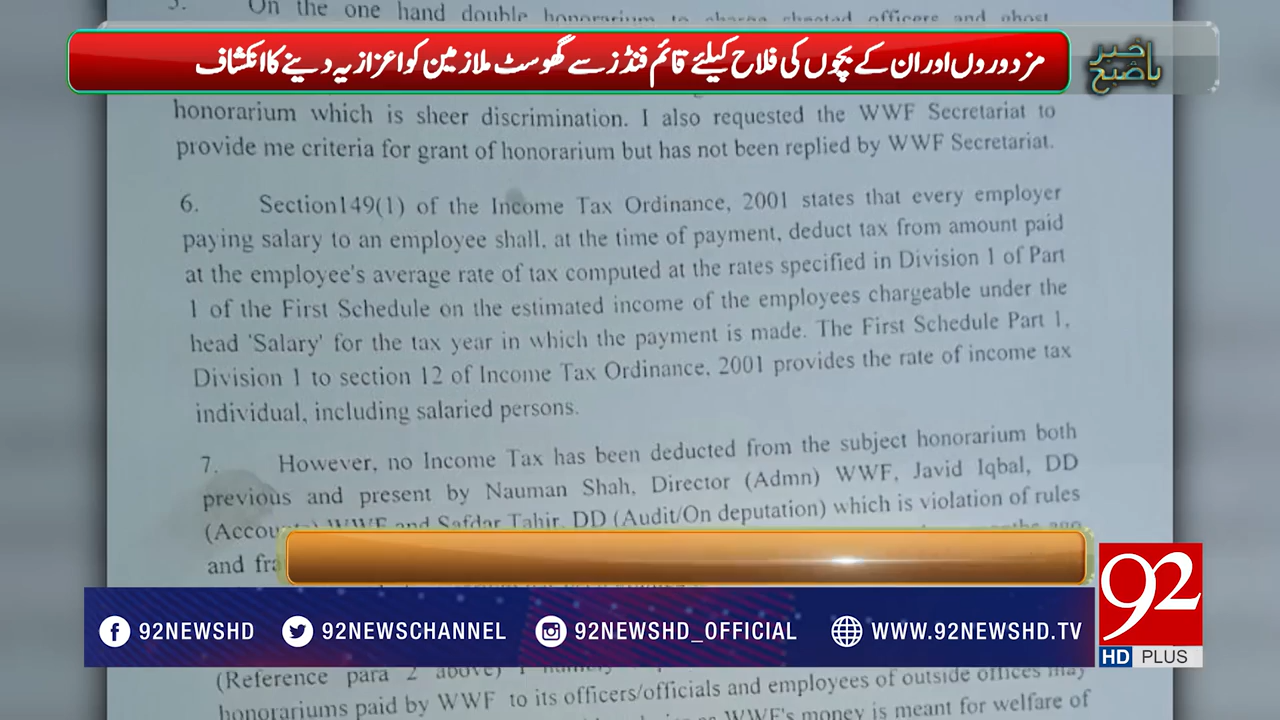 5. On the one hand double honorarium to charge sheeted officers and ghost
مزدوروں اور ان کے بچوں کی فلاح کیلئے قائم فنڈز سے گھوسٹ ملازمین کو اعزازیہ دینے کا انکشاف
باخبر صبح
honorarium which is sheer discrimination. I also requested the WWF Secretariat to
provide me criteria for grant of honorarium but has not been replied by WWF Secretariat.
6. Section149(1) of the Income Tax Ordinance, 2001 states that every employer
paying salary to an employee shall, at the time of payment, deduct tax from amount paid
at the employee's average rate of tax computed at the rates specified in Division 1 of Part
1 of the First Schedule on the estimated income of the employees chargeable under the
head 'Salary' for the tax year in which the payment is made. The First Schedule Part 1,
Division 1 to section 12 of Income Tax Ordinance, 2001 provides the rate of income tax
individual, including salaried persons.
7. However, no Income Tax has been deducted from the subject honorarium both
previous and present by Nauman Shah, Director (Admn) WWF, Javid Iqbal, DD
(Accounts) WWF and Safdar Tahir, DD (Audit/On deputation) which is violation of rules
and
92NEWSHD 92NEWSCHANNEL 92NEWSHD_OFFICIAL WWW.92NEWSHD.TV
92
HD PLUS
(Reference para 2 above) I
honorariums paid by WWF to its officers/officials and employees of outside offices may
WWF's money is meant for welfare of